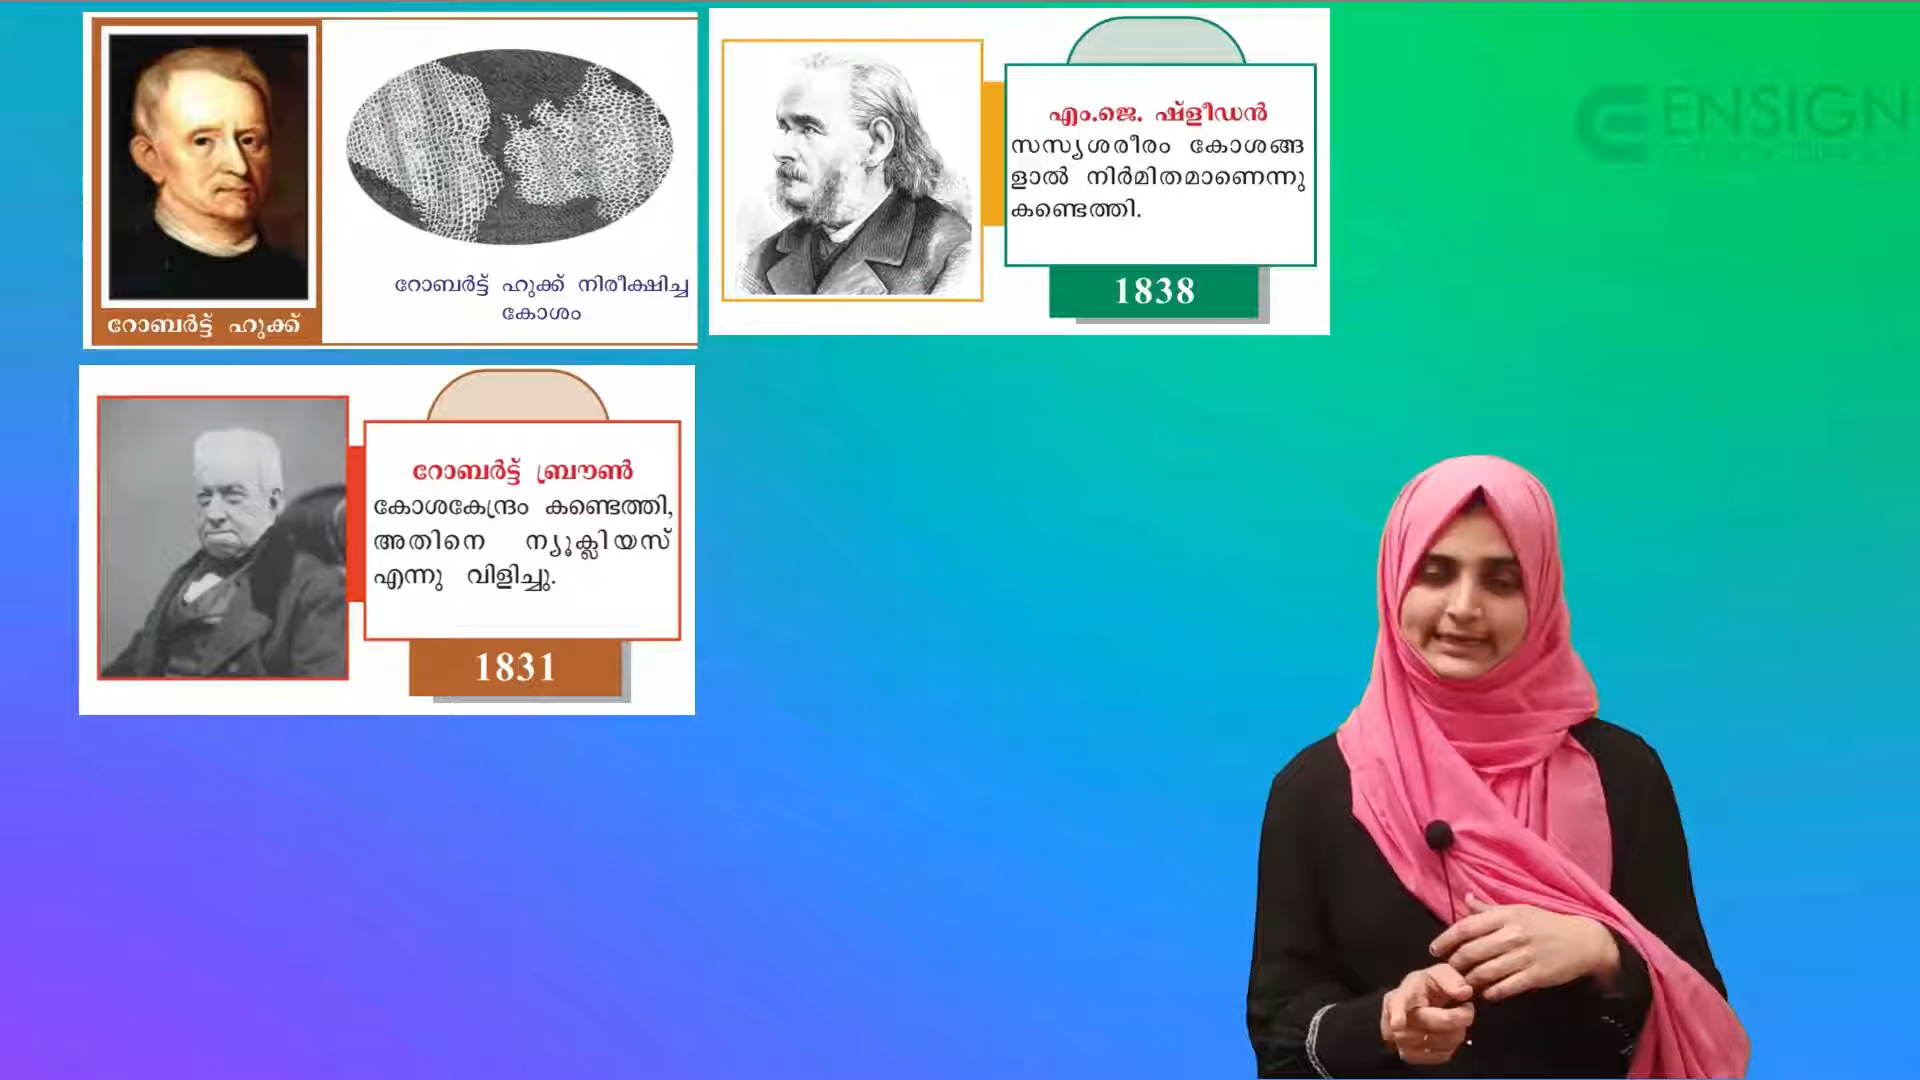 റോബർട്ട് ഹുക്ക്
റോബർട്ട് ഹുക്ക് നിരീക്ഷിച്ച
കോശം
എം.ജെ. ഷ്ളീഡൻ
സസ്യശരീരം കോശങ്ങ
ളാൽ നിർമിതമാണെന്നു
കണ്ടെത്തി.
1838
റോബർട്ട് ബ്രൗൺ
കോശകേന്ദ്രം കണ്ടെത്തി,
അതിനെ ന്യൂക്ലിയസ്
എന്നു വിളിച്ചു.
1831
ENSIGN